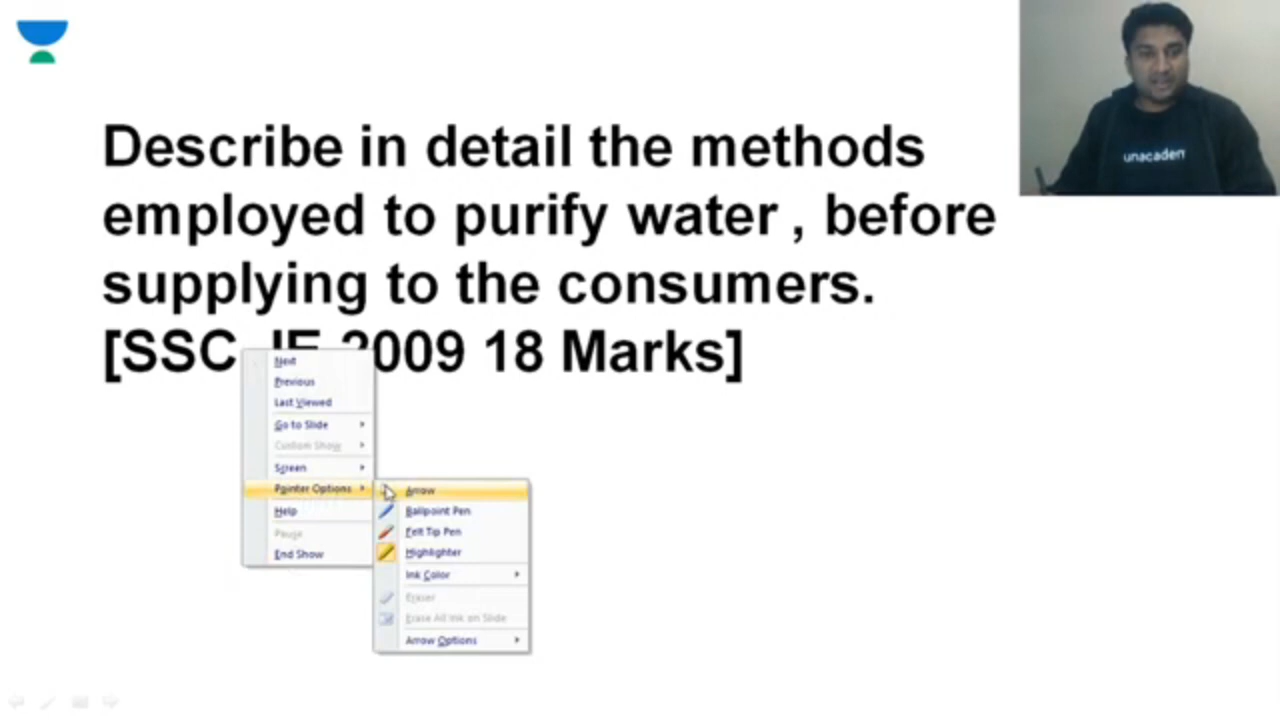 Describe in detail the methods
employed to purify water , before
supplying to the consumers.
[SSC JE 2009 18 Marks]
unacadem
Next
Previous
Last Viewed
Go to Slide
Custom Show
Screen
Pointer Options
Help
Pause
End Show
Arrow
Ballpoint Pen
Felt Tip Pen
Highlighter
Ink Color
Eraser
Erase All Ink on Slide
Arrow Options